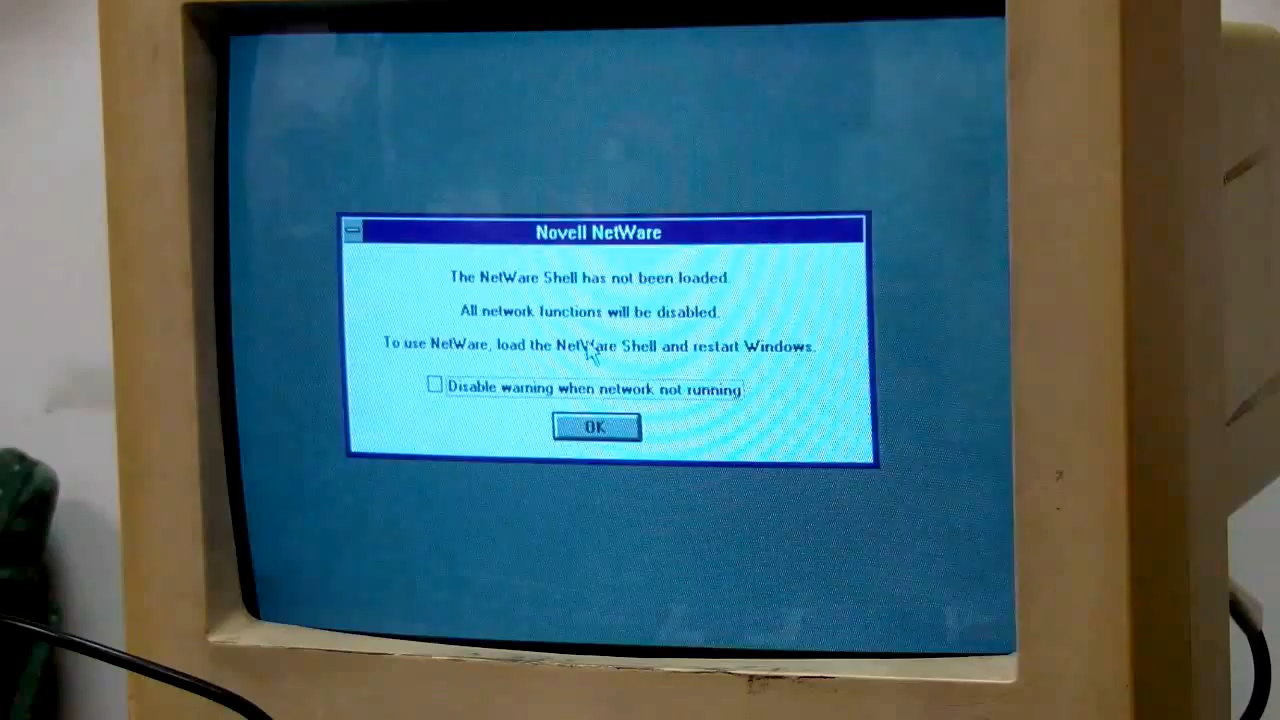 Novell NetWare
The NetWare Shell has not been loaded.
All network functions will be disabled.
To use NetWare, load the NetWare Shell and restart Windows.
Disable warning when network not running
OK